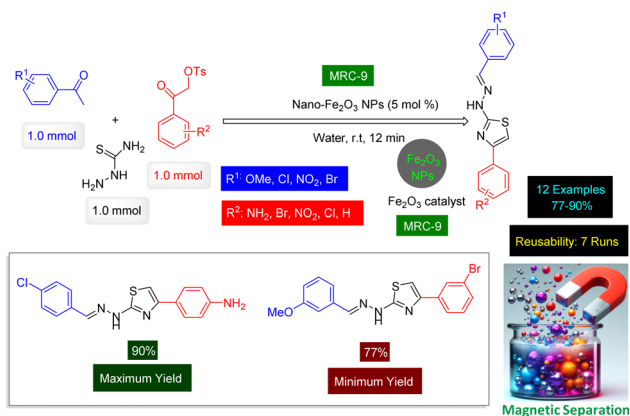 R1
O
1.0 mmol
+
OTs
O
R2
1.0 mmol
S
NH2
H2N
N
H
1.0 mmol
MRC-9
Nano-Fe2O3 NPs (5 mol %)
Water, r.t, 12 min
R1: OMe, Cl, NO2, Br
R2: NH2, Br, NO2, Cl, H
Fe2O3
NPs
Fe2O3 catalyst
MRC-9
R1
N
HN
S
N
R2
12 Examples
77-90%
Reusability: 7 Runs
Cl
N
N
H
S
N
NH2
90%
Maximum Yield
MeO
N
N
H
S
N
Br
77%
Minimum Yield
Magnetic Separation